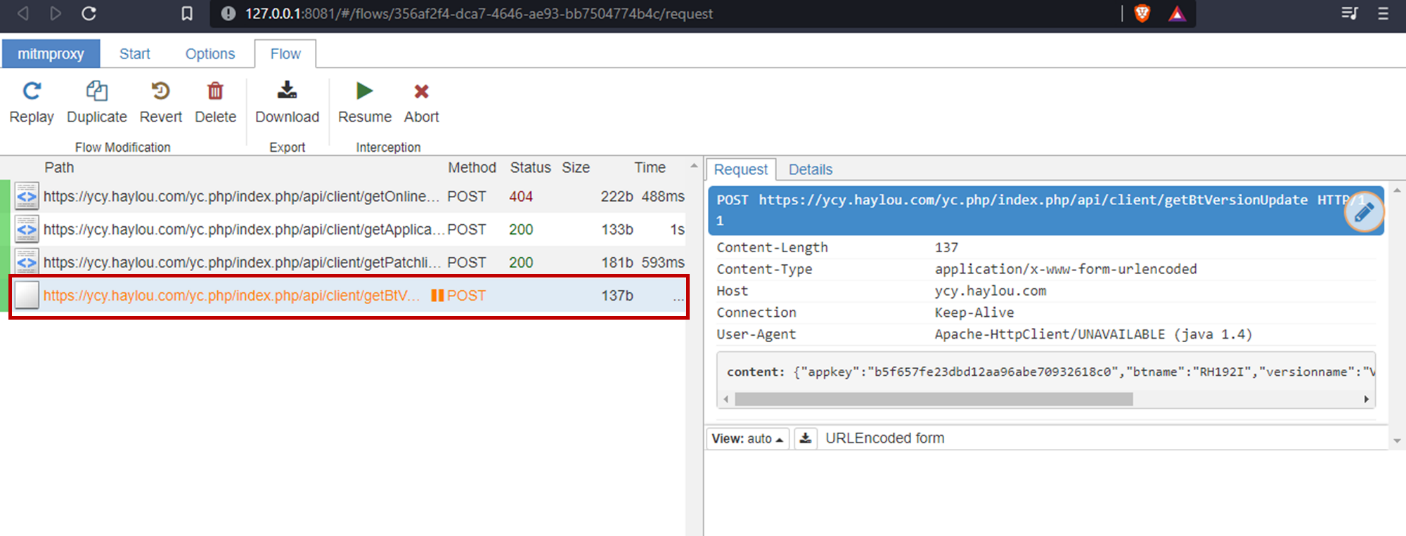 127.0.0.1:8081/#/flows/356af2f4-dca7-4646-ae93-bb7504774b4c/request
mitmproxy Start Options Flow
Replay Duplicate Revert Delete Download Resume Abort
Flow Modification Export Interception
Path Method Status Size Time
https://ycy.haylou.com/yc.php/index.php/api/client/getOnline... POST 404 222b 488ms
https://ycy.haylou.com/yc.php/index.php/api/client/getApplica... POST 200 133b 1s
https://ycy.haylou.com/yc.php/index.php/api/client/getPatchli... POST 200 181b 593ms
https://ycy.haylou.com/yc.php/index.php/api/client/getBtV... POST 137b ...
Request Details
POST https://ycy.haylou.com/yc.php/index.php/api/client/getBtVersionUpdate HTTP/1.
1
Content-Length 137
Content-Type application/x-www-form-urlencoded
Host ycy.haylou.com
Connection Keep-Alive
User-Agent Apache-HttpClient/UNAVAILABLE (java 1.4)
content: {"appkey":"b5f657fe23dbd12aa96abe70932618c0","btname":"RH192I","versionname":"V
View: auto URLEncoded form